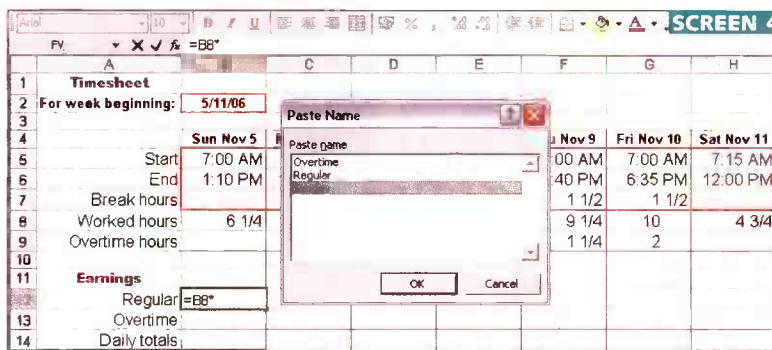 Arial 10 B I U % ,
SCREEN 4
FV X ✓ fx =B8*
A C D E F G H
1 Timesheet
2 For week beginning: 5/11/06
3
4 Sun Nov 5 Nov 9 Fri Nov 10 Sat Nov 11
5 Start 7:00 AM :00 AM 7:00 AM 7:15 AM
6 End 1:10 PM :40 PM 6:35 PM 12:00 PM
7 Break hours 1 1/2 1 1/2
8 Worked hours 6 1/4 9 1/4 10 4 3/4
9 Overtime hours 1 1/4 2
10
11 Earnings
Regular =B8*
13 Overtime
14 Daily totals
Paste Name
Paste name
Overtime
Regular
OK Cancel